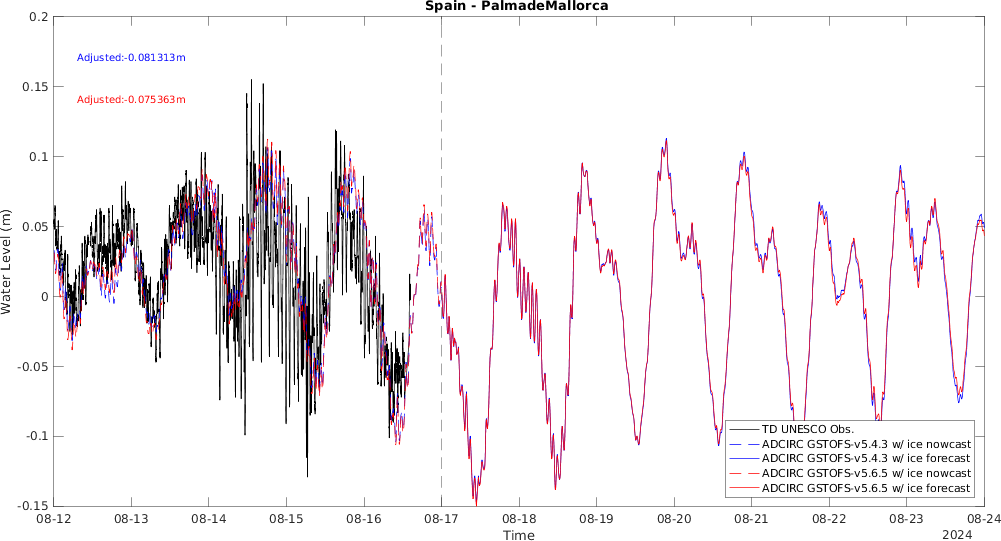 Spain - PalmadeMallorca
0.2
0.15
0.1
0.05
0
-0.05
-0.1
-0.15
Water Level (m)
Adjusted:-0.081313m
Adjusted:-0.075363m
TD UNESCO Obs.
ADCIRC GSTOFS-v5.4.3 w/ ice nowcast
ADCIRC GSTOFS-v5.4.3 w/ ice forecast
ADCIRC GSTOFS-v5.6.5 w/ ice nowcast
ADCIRC GSTOFS-v5.6.5 w/ ice forecast
08-12 08-13 08-14 08-15 08-16 08-17 08-18 08-19 08-20 08-21 08-22 08-23 08-24
Time
2024